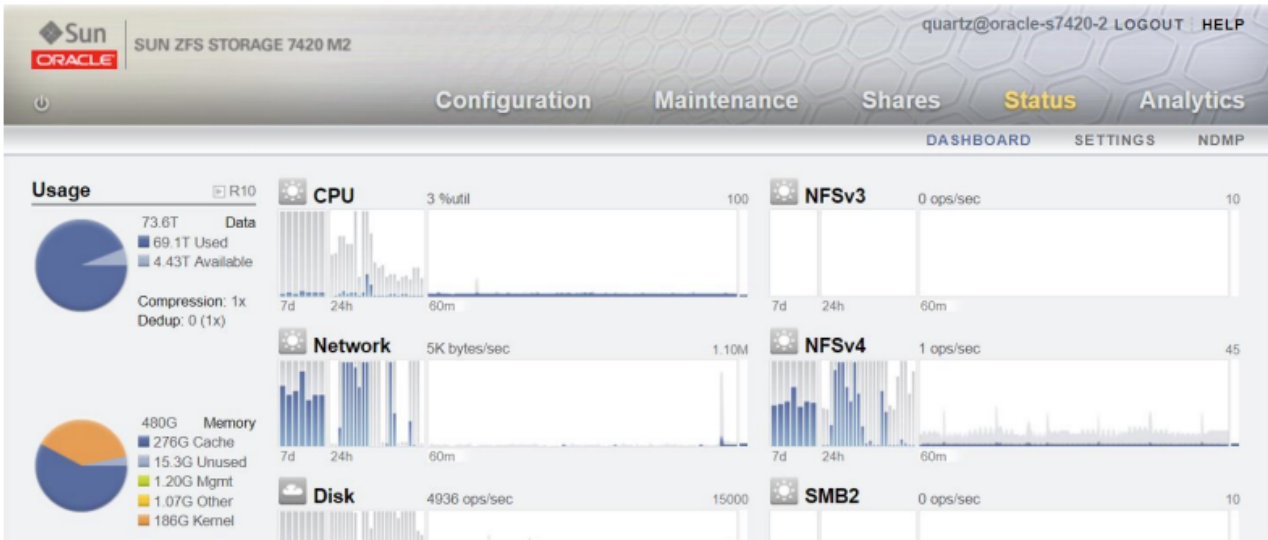 Sun
ORACLE
SUN ZFS STORAGE 7420 M2
quartz@oracle-s7420-2 LOGOUT HELP
Configuration Maintenance Shares Status Analytics
DASHBOARD SETTINGS NDMP
Usage R10
73.6T Data
69.1T Used
4.43T Available
Compression: 1x
Dedup: 0 (1x)
480G Memory
276G Cache
15.3G Unused
1.20G Mgmt
1.07G Other
186G Kernel
CPU 3 %util 100
7d 24h 60m
Network 5K bytes/sec 1.10M
7d 24h 60m
Disk 4936 ops/sec 15000
NFSv3 0 ops/sec 10
7d 24h 60m
NFSv4 1 ops/sec 45
7d 24h 60m
SMB2 0 ops/sec 10